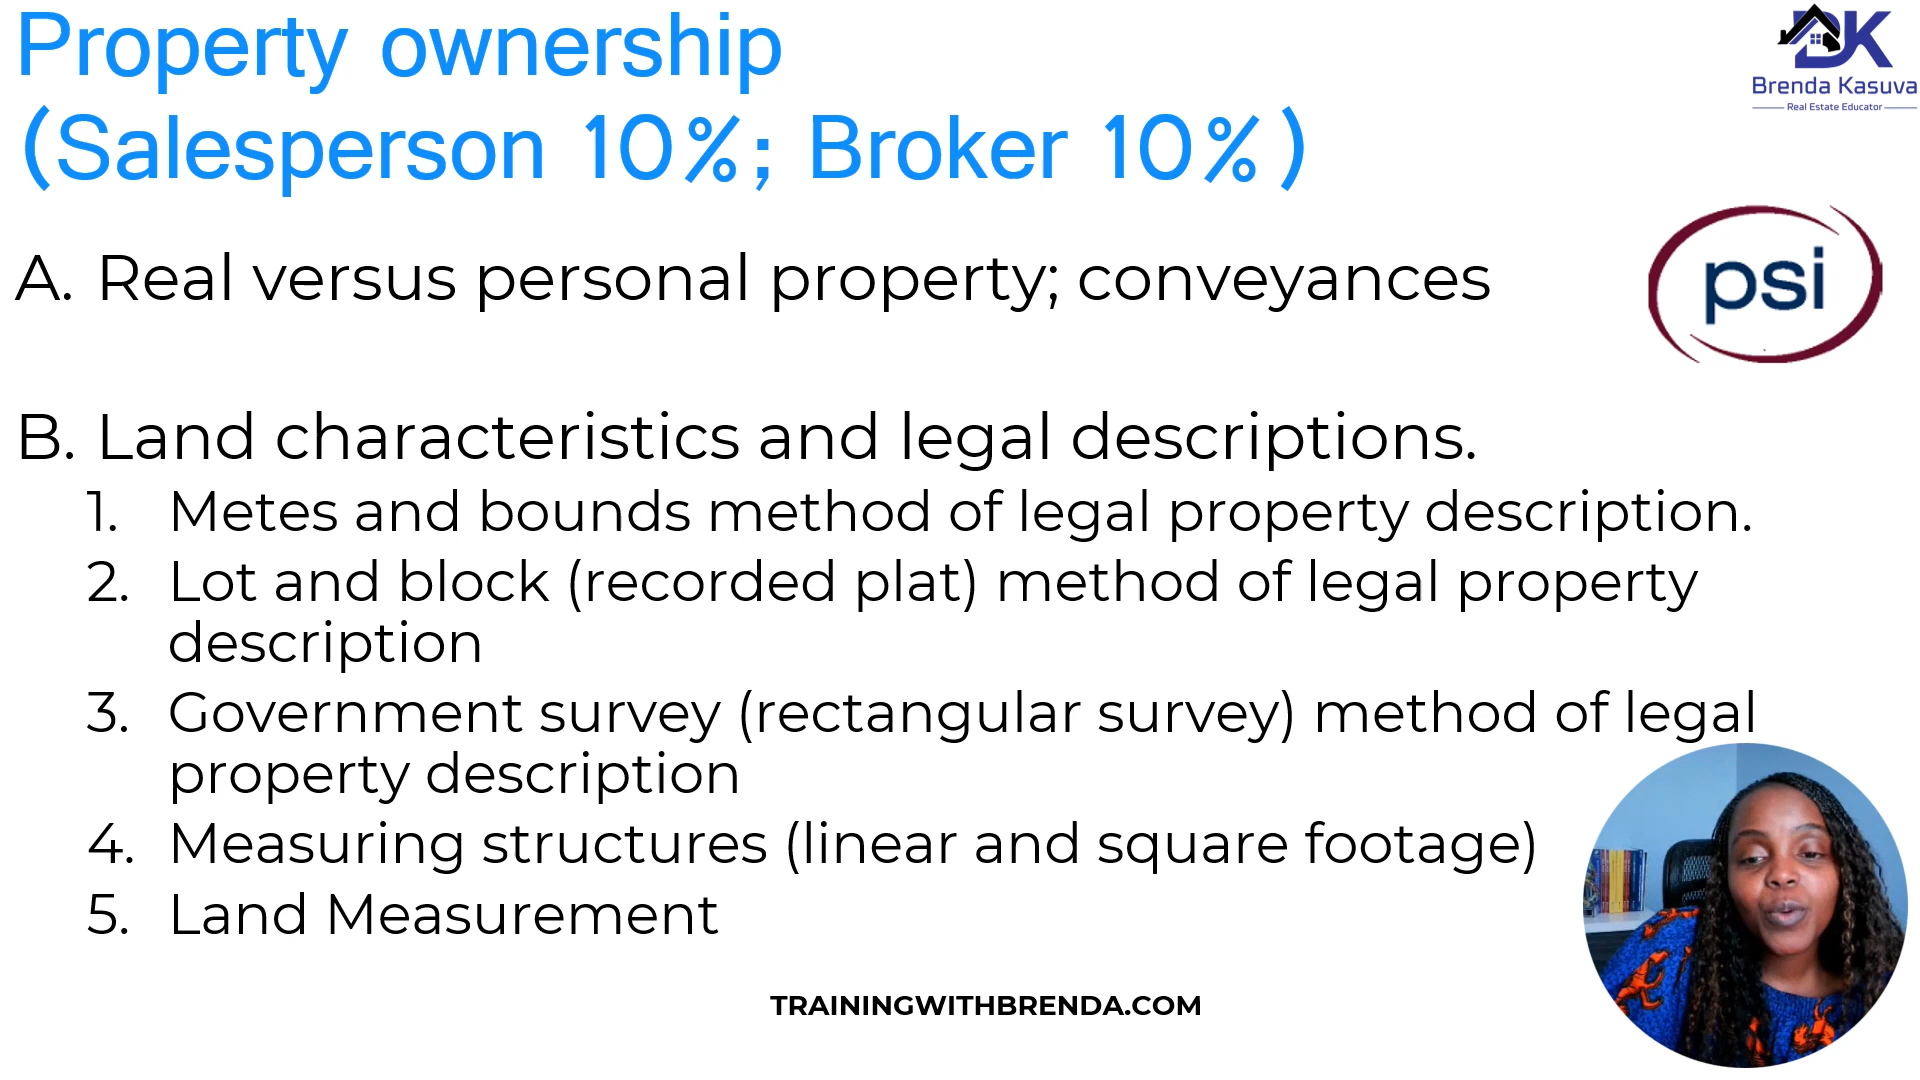 Property ownership
(Salesperson 10%; Broker 10%)
DK
Brenda Kasuva
Real Estate Educator
psi
A. Real versus personal property; conveyances
B. Land characteristics and legal descriptions.
1. Metes and bounds method of legal property description.
2. Lot and block (recorded plat) method of legal property
description
3. Government survey (rectangular survey) method of legal
property description
4. Measuring structures (linear and square footage)
5. Land Measurement
TRAININGWITHBRENDA.COM